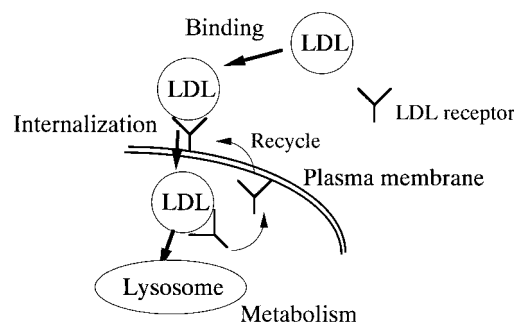 Binding
LDL
LDL
LDL receptor
Internalization
Recycle
Plasma membrane
LDL
Lysosome
Metabolism